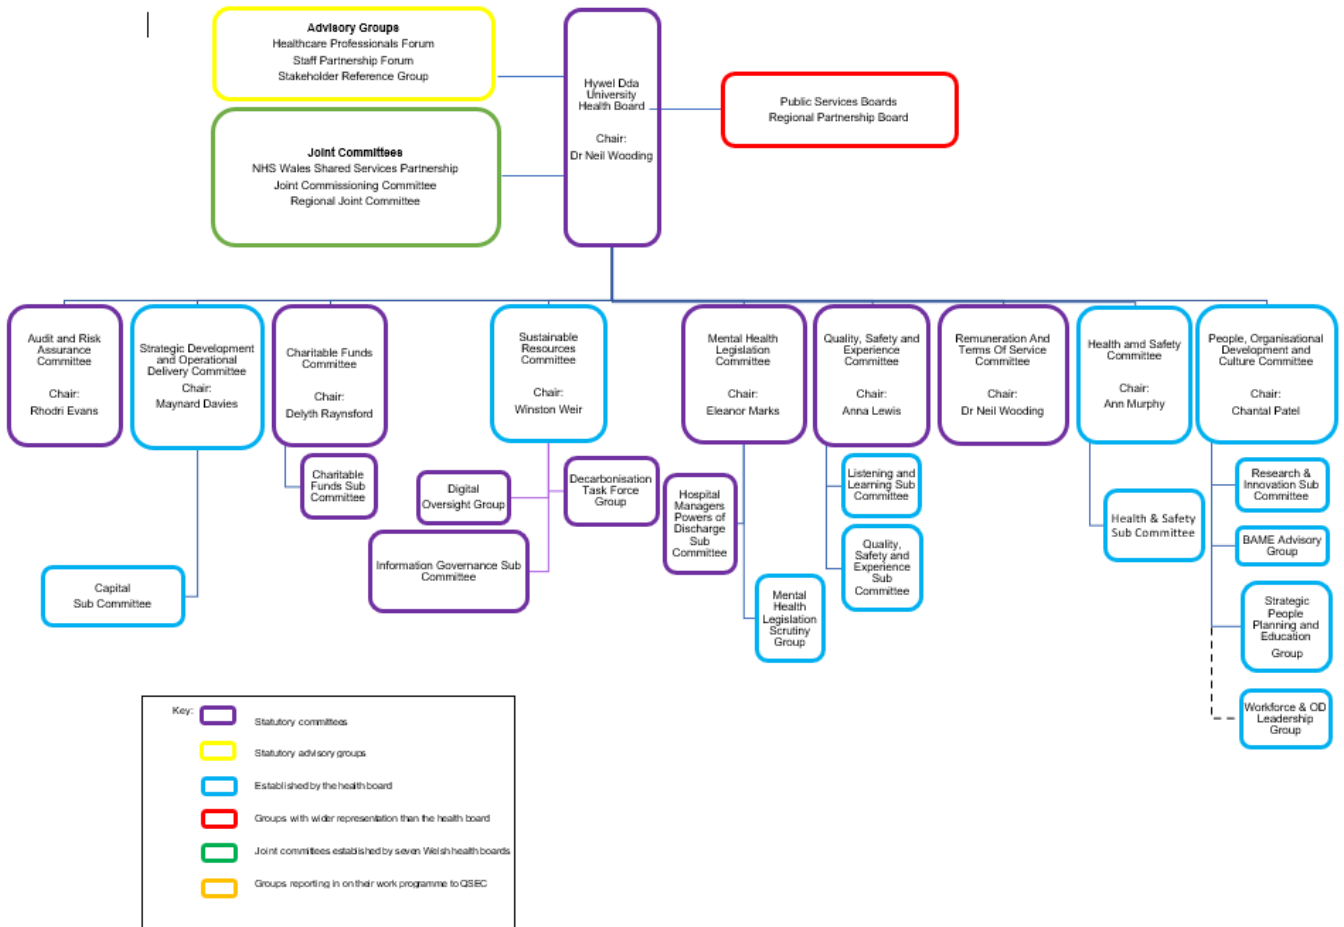 Advisory Groups
Healthcare Professionals Forum
Staff Partnership Forum
Stakeholder Reference Group
Joint Committees
NHS Wales Shared Services Partnership
Joint Commissioning Committee
Regional Joint Committee
Hywel Dda
University
Health Board
Chair:
Dr Neil Wooding
Public Services Boards
Regional Partnership Board
Audit and Risk
Assurance
Committee
Chair:
Rhodri Evans
Strategic Development
and Operational
Delivery Committee
Chair:
Maynard Davies
Charitable Funds
Committee
Chair:
Delyth Raynsford
Sustainable
Resources
Committee
Chair:
Winston Weir
Mental Health
Legislation
Committee
Chair:
Eleanor Marks
Quality, Safety and
Experience
Committee
Chair:
Anna Lewis
Remuneration And
Terms Of Service
Committee
Chair:
Dr Neil Wooding
Health amd Safety
Committee
Chair:
Ann Murphy
People, Organisational
Development and
Culture Committee
Chair:
Chantal Patel
Capital
Sub Committee
Charitable
Funds Sub
Committee
Digital
Oversight Group
Decarbonisation
Task Force
Group
Information Governance Sub
Committee
Hospital
Managers
Powers of
Discharge
Sub
Committee
Mental
Health
Legislation
Scrutiny
Group
Listening and
Learning Sub
Committee
Quality,
Safety and
Experience
Sub
Committee
Health & Safety
Sub Committee
Research &
Innovation Sub
Committee
BAME Advisory
Group
Strategic
People
Planning and
Education
Group
Workforce & OD
Leadership
Group
Key:
Statutory committees
Statutory advisory groups
Established by the health board
Groups with wider representation than the health board
Joint committees established by seven Welsh health boards
Groups reporting in on their work programme to QSEC